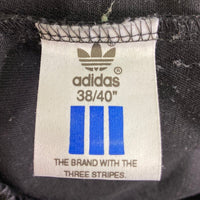 adidas®
38/40"
THE BRAND WITH THE
THREE STRIPES.